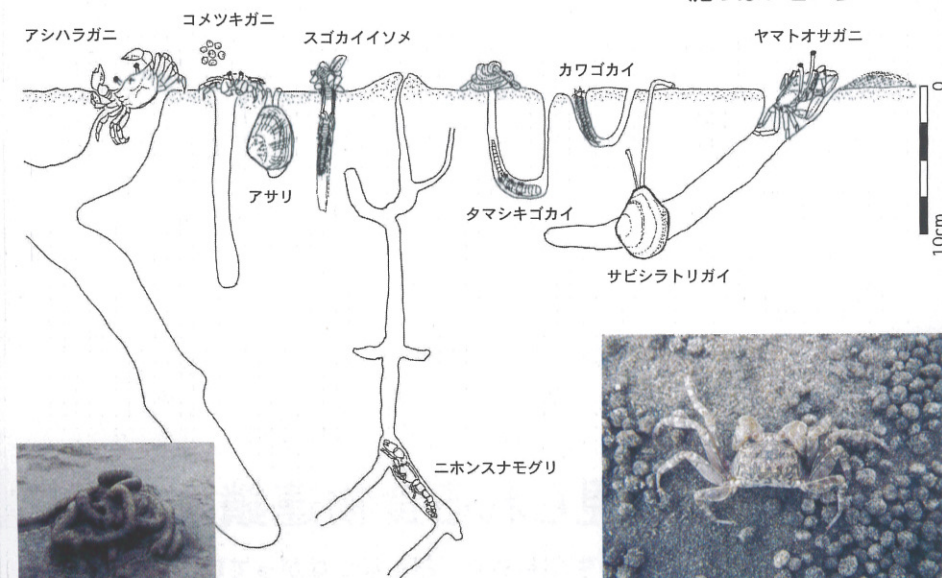 コメツキガニ
アシハラガニ
スゴカイイソメ
ヤマトオサガニ
カワゴカイ
アサリ
タマシキゴカイ
サビシラトリガイ
ニホンスナモグリ
0
10cm